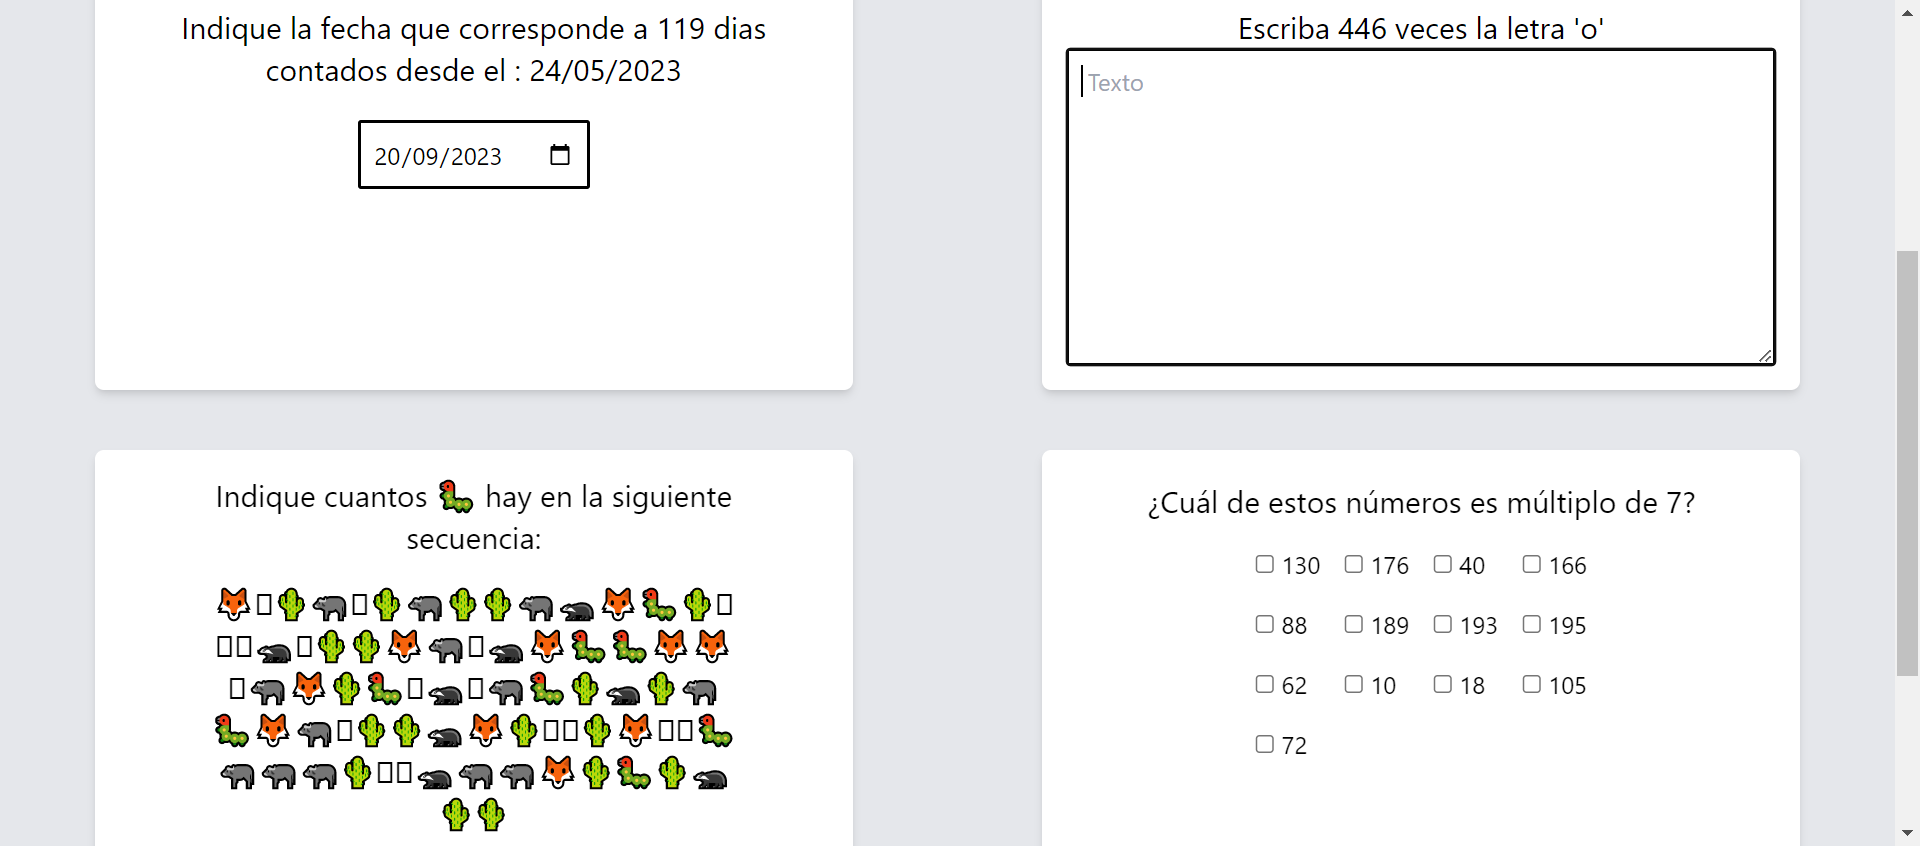 Indique la fecha que corresponde a 119 dias
contados desde el : 24/05/2023
20/09/2023
Escriba 446 veces la letra 'o'
Texto
Indique cuantos 🐛 hay en la siguiente
secuencia:
¿Cuál de estos números es múltiplo de 7?
130 176 40 166
88 189 193 195
62 10 18 105
72